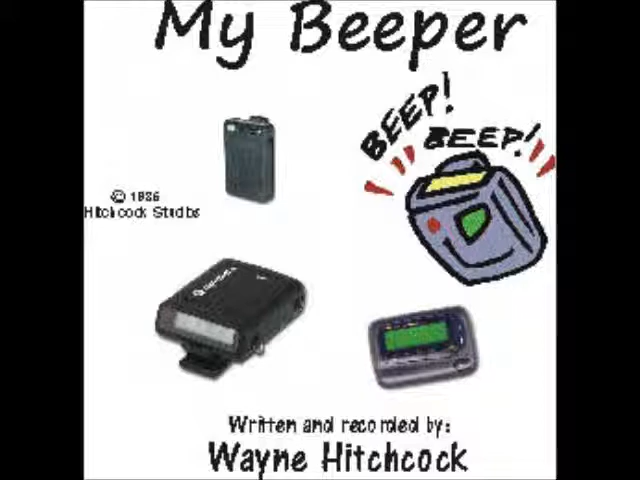 My Beeper
BEEP!
BEEP!
© 1986
Hitchcock Studios
Written and recorded by:
Wayne Hitchcock